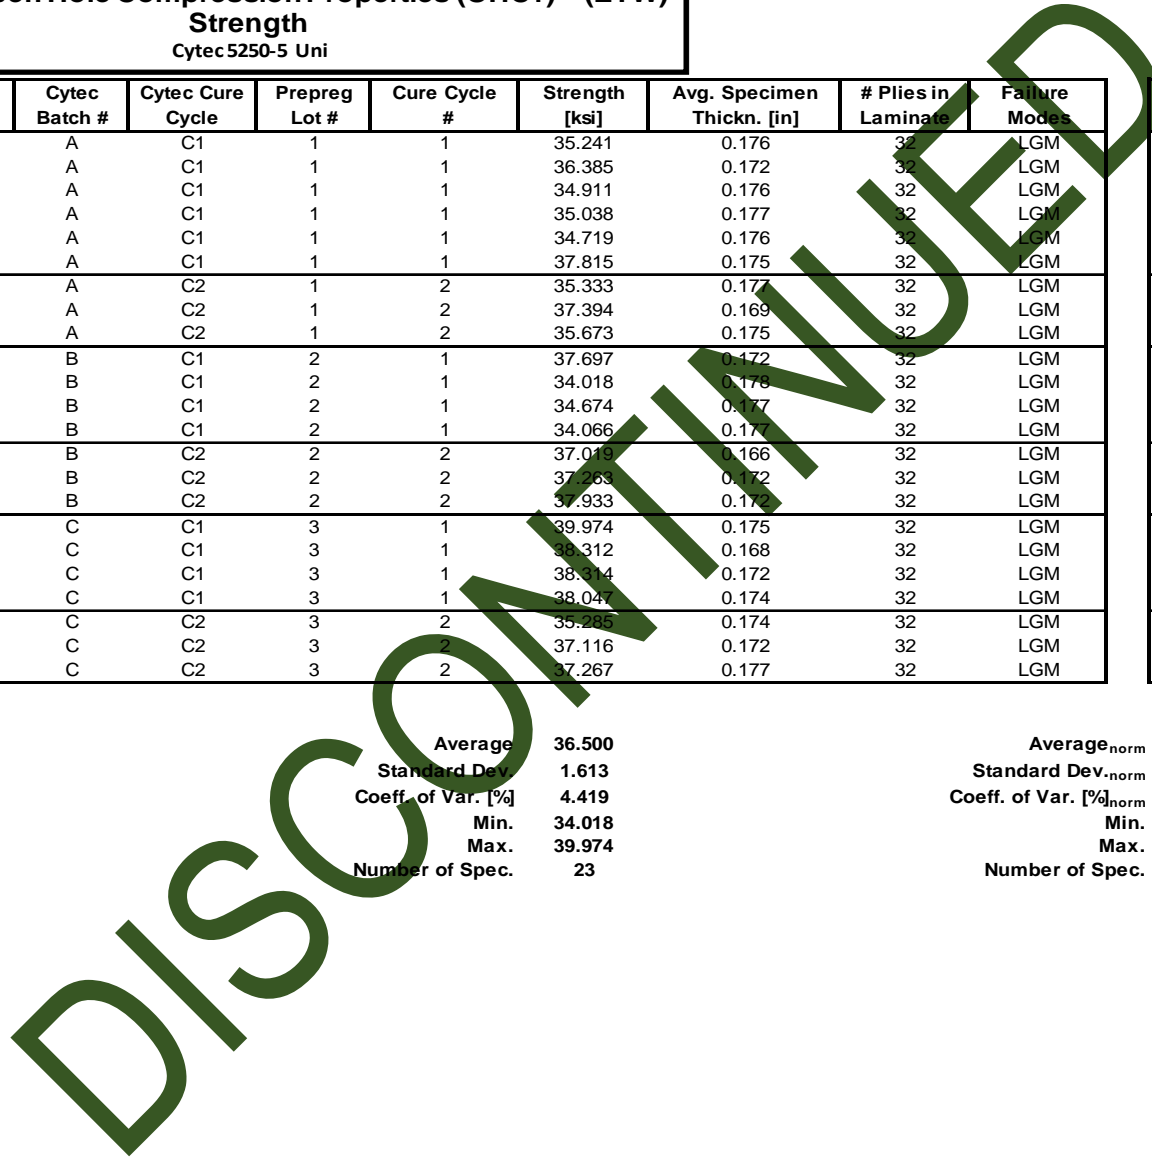 Strength
Cytec 5250-5 Uni
Cytec Batch # Cytec Cure Cycle Prepreg Lot # Cure Cycle # Strength [ksi] Avg. Specimen Thickn. [in] # Plies in Laminate Failure Modes
A C1 1 1 35.241 0.176 32 LGM
A C1 1 1 36.385 0.172 32 LGM
A C1 1 1 34.911 0.176 32 LGM
A C1 1 1 35.038 0.177 32 LGM
A C1 1 1 34.719 0.176 32 LGM
A C1 1 1 37.815 0.175 32 LGM
A C2 1 2 35.333 0.177 32 LGM
A C2 1 2 37.394 0.169 32 LGM
A C2 1 2 35.673 0.175 32 LGM
B C1 2 1 37.697 0.172 32 LGM
B C1 2 1 34.018 0.178 32 LGM
B C1 2 1 34.674 0.177 32 LGM
B C1 2 1 34.066 0.177 32 LGM
B C2 2 2 37.019 0.166 32 LGM
B C2 2 2 37.263 0.172 32 LGM
B C2 2 2 37.933 0.172 32 LGM
C C1 3 1 39.974 0.175 32 LGM
C C1 3 1 38.312 0.168 32 LGM
C C1 3 1 38.314 0.172 32 LGM
C C1 3 1 38.047 0.174 32 LGM
C C2 3 2 35.285 0.174 32 LGM
C C2 3 2 37.116 0.172 32 LGM
C C2 3 2 37.267 0.177 32 LGM
Average 36.500 Average norm
Standard Dev. 1.613 Standard Dev. norm
Coeff. of Var. [%] 4.419 Coeff. of Var. [%] norm
Min. 34.018 Min.
Max. 39.974 Max.
Number of Spec. 23 Number of Spec.
DISCONTINUED